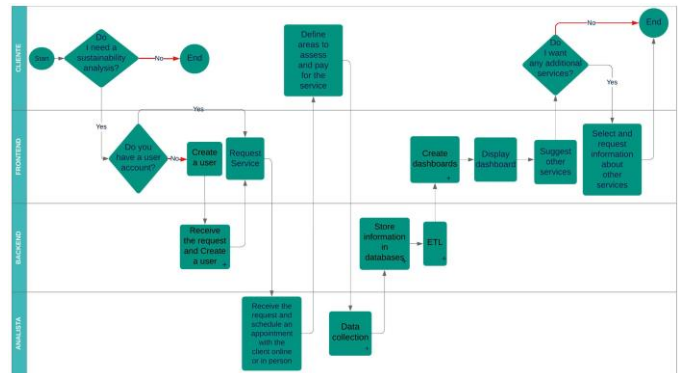 CLIENTE
Start
Do
I need a
sustainability
analysis?
No
End
Yes
Define
areas to
assess
and pay
for the
service
Do
I want
any additional
services?
No
End
Yes
FRONTEND
Do you
have a user
account?
Yes
No
Create
a user
Request
Service
Create
dashboards
+
Display
dashboard
Suggest
other
services
Select and
request
information
about
other
services
BACKEND
Receive
the request
and Create
a user
+
Store
information
in
databases
+
ETL
+
ANALISTA
Receive the
request and
schedule an
appointment
with the
client online
or in person
Data
collection
+